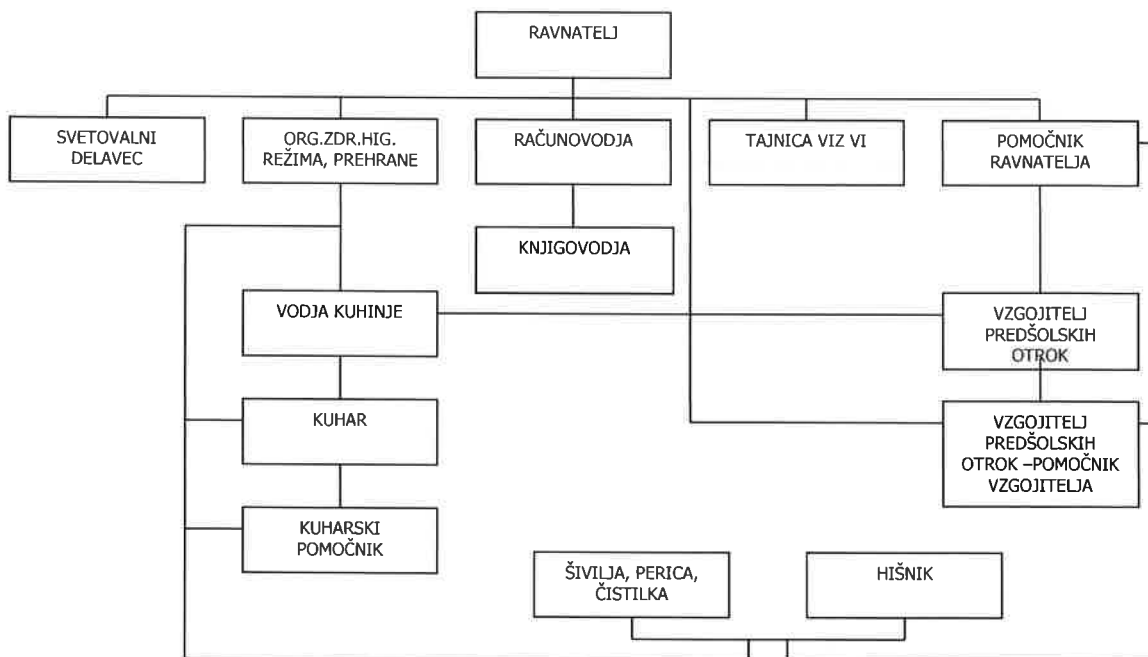 RAVNATELJ
SVETOVALNI
DELAVEC
ORG.ZDR.HIG.
REŽIMA, PREHRANE
RAČUNOVODJA
TAJNICA VIZ VI
POMOČNIK
RAVNATELJA
KNJIGOVODJA
VODJA KUHINJE
VZGOJITELJ
PREDŠOLSKIH
OTROK
KUHAR
VZGOJITELJ
PREDŠOLSKIH
OTROK –POMOČNIK
VZGOJITELJA
KUHARSKI
POMOČNIK
ŠIVILJA, PERICA,
ČISTILKA
HIŠNIK